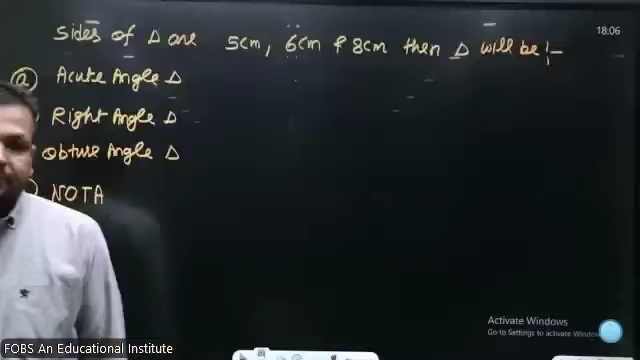 18:06
Sides of Δ are 5cm, 6cm & 8cm then Δ will be :-
(a) Acute Angle Δ
Right Angle Δ
Obtuse Angle Δ
) NOTA
Activate Windows
Go to Settings to activate Windows
FOBS An Educational Institute